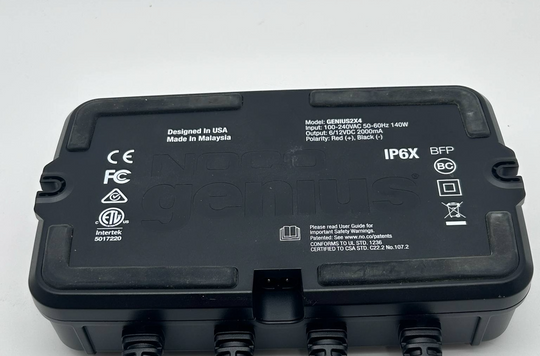 Model: GENIUS2X4
Input: 100-240VAC 50-60Hz 140W
Output: 6/12VDC 2000mA
Polarity: Red (+), Black (-)
Designed In USA
Made In Malaysia
NOCO
genius
CE
FC
IP6X BFP
BC
ETL
Intertek
5017220
Please read User Guide for
Important Safety Warnings.
Patented: See www.no.co/patents
CONFORMS TO UL STD. 1236
CERTIFIED TO CSA STD. C22.2 No.107.2